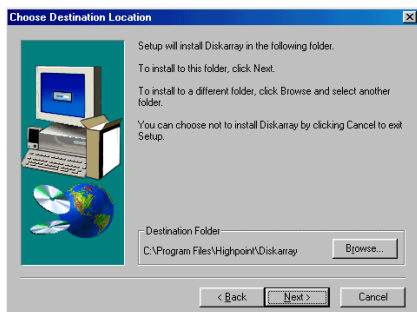 Choose Destination Location
Setup will install Diskarray in the following folder.
To install to this folder, click Next.
To install to a different folder, click Browse and select another
folder.
You can choose not to install Diskarray by clicking Cancel to exit
Setup.
Destination Folder
C:\Program Files\Highpoint\Diskarray
Browse...
< Back
Next >
Cancel